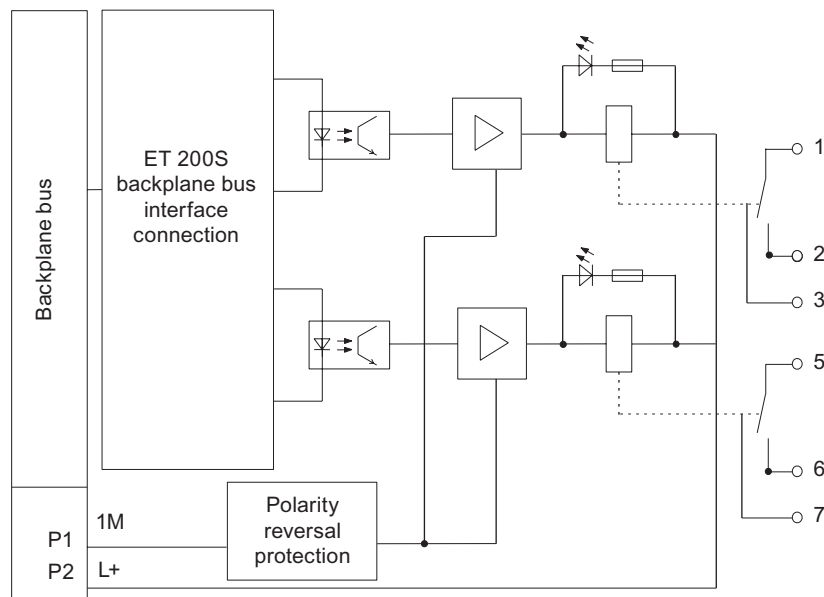 Backplane bus
ET 200S
backplane bus
interface
connection
1
2
3
5
6
7
Polarity
reversal
protection
1M
P1
P2
L+